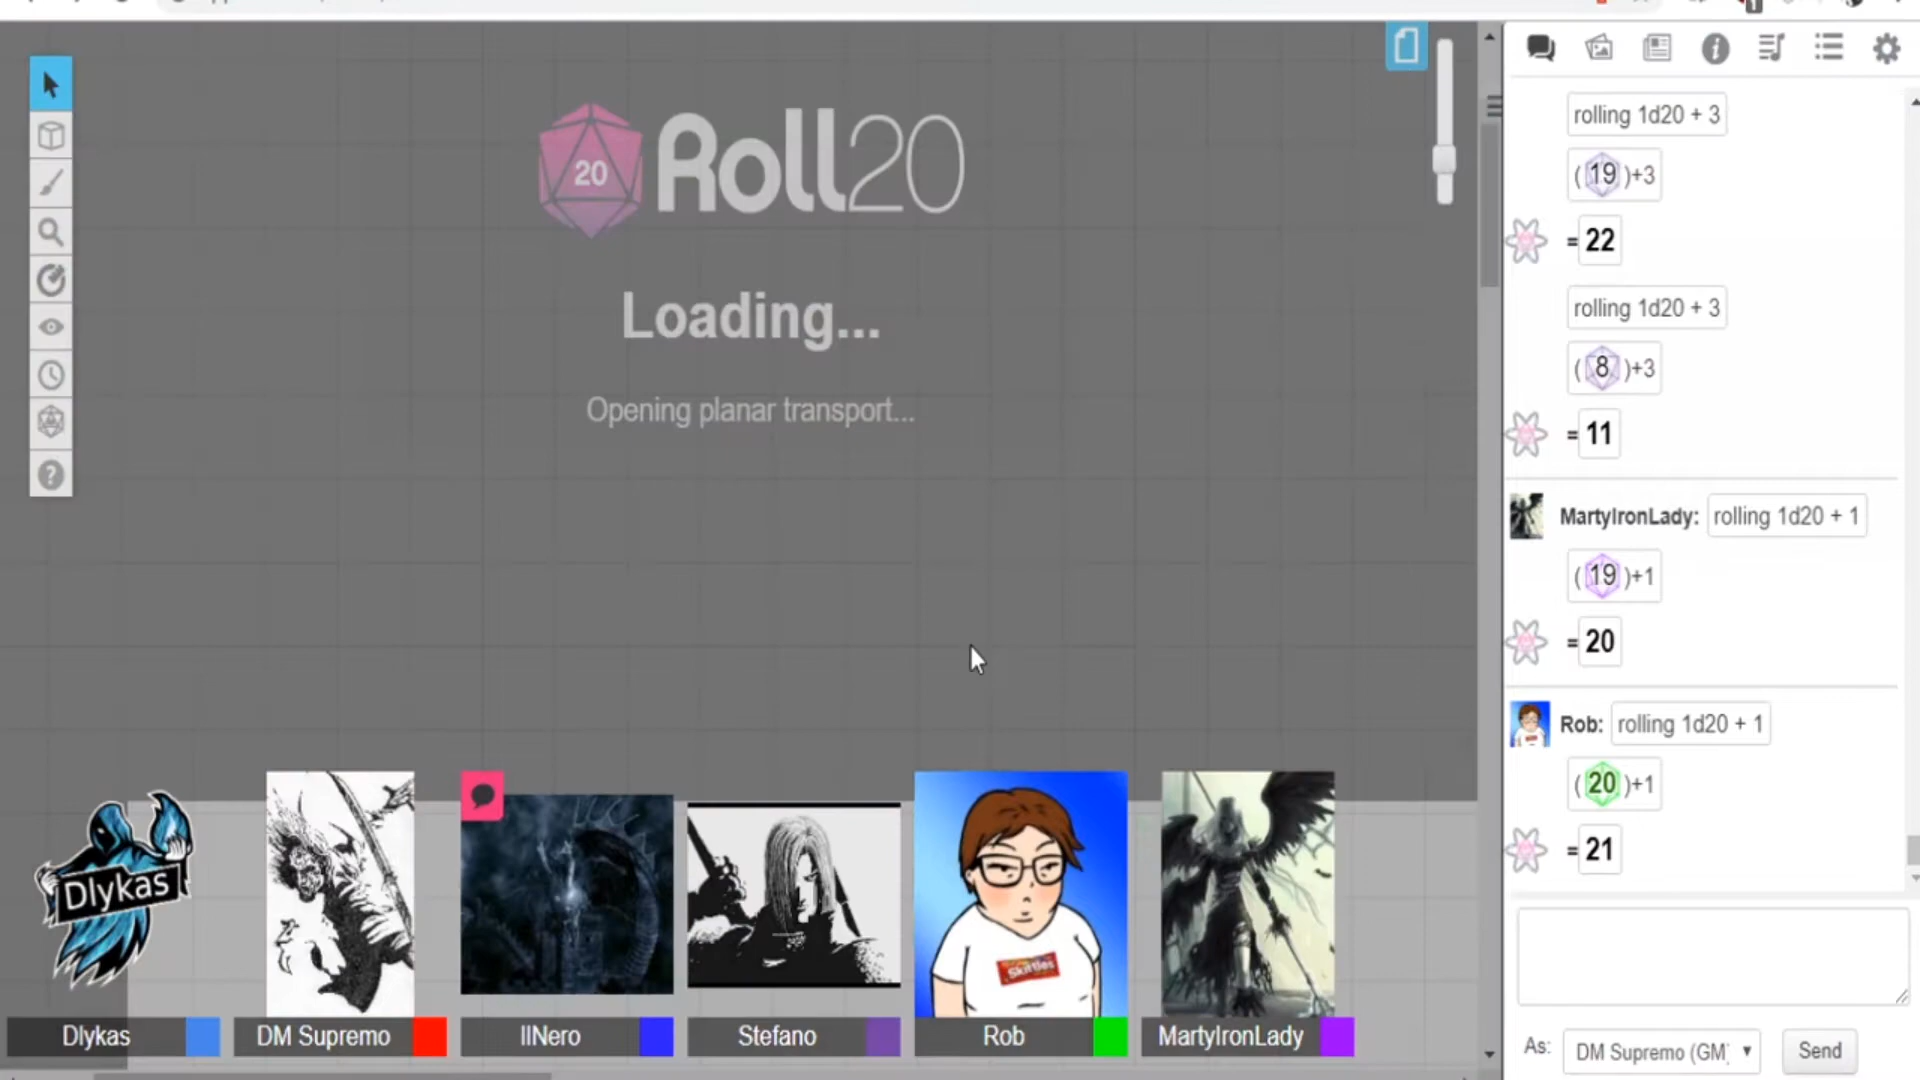 20 Roll20
Loading...
Opening planar transport...
rolling 1d20 + 3
(19)+3
=22
rolling 1d20 + 3
(8)+3
=11
MartyIronLady: rolling 1d20 + 1
(19)+1
=20
Rob: rolling 1d20 + 1
(20)+1
=21
As: DM Supremo (GM) Send
Dlykas
Skittles
Dlykas DM Supremo IlNero Stefano Rob MartyIronLady